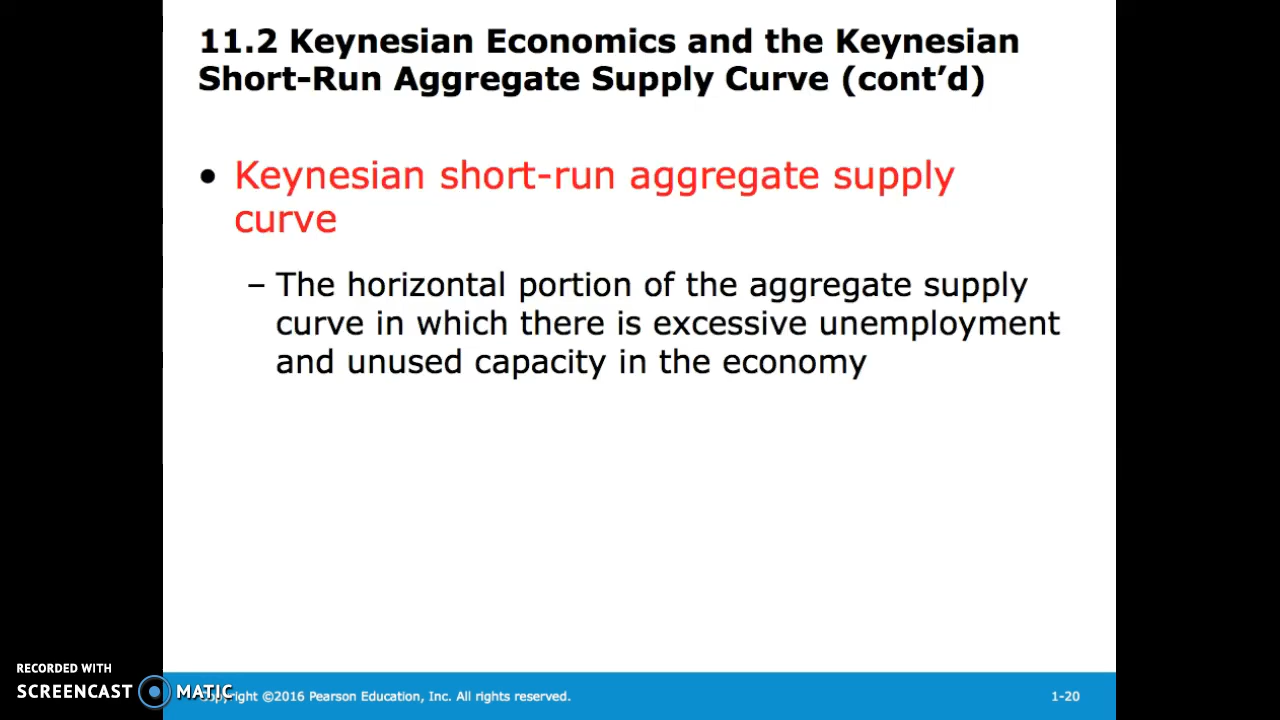 11.2 Keynesian Economics and the Keynesian
Short-Run Aggregate Supply Curve (cont’d)
• Keynesian short-run aggregate supply
curve
– The horizontal portion of the aggregate supply
curve in which there is excessive unemployment
and unused capacity in the economy
RECORDED WITH
SCREENCAST MATIC
Copyright ©2016 Pearson Education, Inc. All rights reserved.
1-20